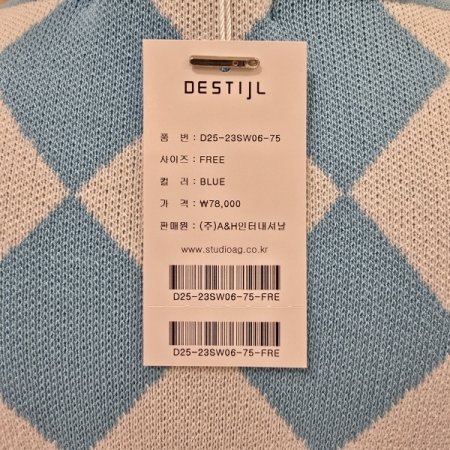 DESTIJL
품 번 : D25-23SW06-75
사이즈 : FREE
컬 러 : BLUE
가 격 : ₩78,000
판매원 : (주)A&H인터내셔날
www.studioag.co.kr
D25-23SW06-75-FRE
D25-23SW06-75-FRE